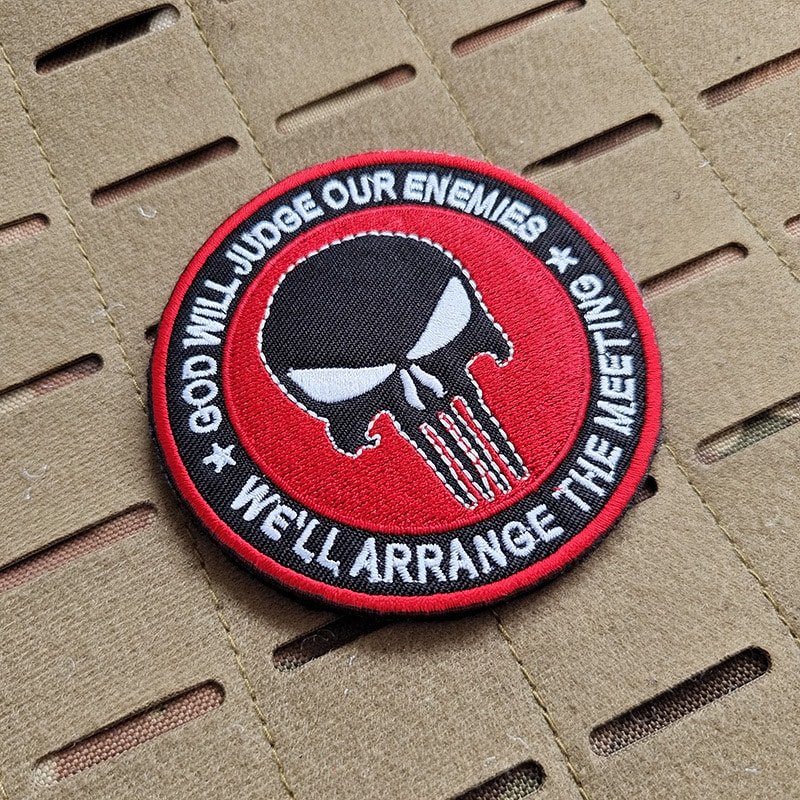 GOD WILL JUDGE OUR ENEMIES
WE'LL ARRANGE THE MEETING